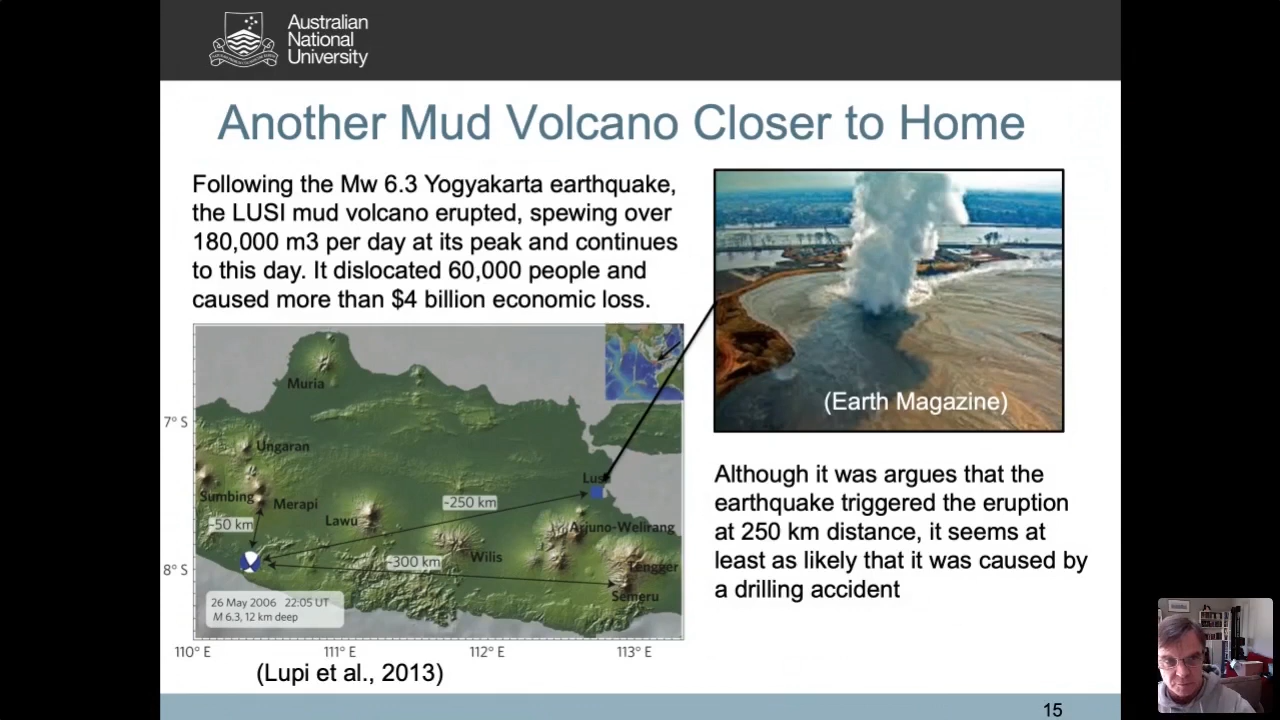 Australian
National
University
Another Mud Volcano Closer to Home
Following the Mw 6.3 Yogyakarta earthquake,
the LUSI mud volcano erupted, spewing over
180,000 m3 per day at its peak and continues
to this day. It dislocated 60,000 people and
caused more than $4 billion economic loss.
(Earth Magazine)
Muria
7° S
Ungaran
Lusi
Sumbing
Merapi
~250 km
Lawu
~50 km
Arjuno-Welirang
Wilis
~300 km
Tengger
8° S
Semeru
26 May 2006 22:05 UT
M 6.3, 12 km deep
110° E
111° E
112° E
113° E
(Lupi et al., 2013)
Although it was argues that the
earthquake triggered the eruption
at 250 km distance, it seems at
least as likely that it was caused by
a drilling accident
15